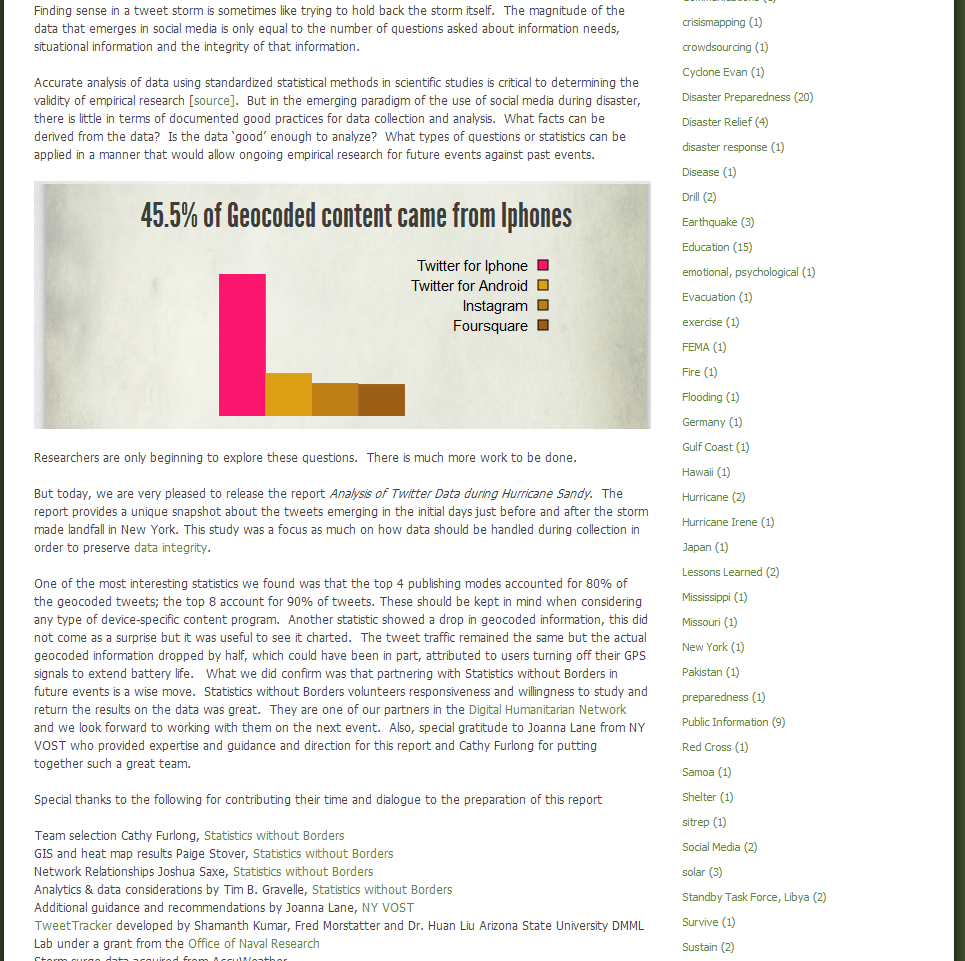 Finding sense in a tweet storm is sometimes like trying to hold back the storm itself.  The magnitude of the
data that emerges in social media is only equal to the number of questions asked about information needs,
situational information and the integrity of that information.
Accurate analysis of data using standardized statistical methods in scientific studies is critical to determining the
validity of empirical research [source].  But in the emerging paradigm of the use of social media during disaster,
there is little in terms of documented good practices for data collection and analysis.  What facts can be
derived from the data?  Is the data ‘good’ enough to analyze?  What types of questions or statistics can be
applied in a manner that would allow ongoing empirical research for future events against past events.
45.5% of Geocoded content came from Iphones
Twitter for Iphone
Twitter for Android
Instagram
Foursquare
Researchers are only beginning to explore these questions.  There is much more work to be done.
But today, we are very pleased to release the report Analysis of Twitter Data during Hurricane Sandy.  The
report provides a unique snapshot about the tweets emerging in the initial days just before and after the storm
made landfall in New York. This study was a focus as much on how data should be handled during collection in
order to preserve data integrity.
One of the most interesting statistics we found was that the top 4 publishing modes accounted for 80% of
the geocoded tweets; the top 8 account for 90% of tweets. These should be kept in mind when considering
any type of device-specific content program.  Another statistic showed a drop in geocoded information, this did
not come as a surprise but it was useful to see it charted.  The tweet traffic remained the same but the actual
geocoded information dropped by half, which could have been in part, attributed to users turning off their GPS
signals to extend battery life.   What we did confirm was that partnering with Statistics without Borders in
future events is a wise move.  Statistics without Borders volunteers responsiveness and willingness to study and
return the results on the data was great.  They are one of our partners in the Digital Humanitarian Network
and we look forward to working with them on the next event.  Also, special gratitude to Joanna Lane from NY
VOST who provided expertise and guidance and direction for this report and Cathy Furlong for putting
together such a great team.
Special thanks to the following for contributing their time and dialogue to the preparation of this report
Team selection Cathy Furlong, Statistics without Borders
GIS and heat map results Paige Stover, Statistics without Borders
Network Relationships Joshua Saxe, Statistics without Borders
Analytics & data considerations by Tim B. Gravelle, Statistics without Borders
Additional guidance and recommendations by Joanna Lane, NY VOST
TweetTracker developed by Shamanth Kumar, Fred Morstatter and Dr. Huan Liu Arizona State University DMML
Lab under a grant from the Office of Naval Research
Storm surge data acquired from AccuWeather
crisismapping (1)
crowdsourcing (1)
Cyclone Evan (1)
Disaster Preparedness (20)
Disaster Relief (4)
disaster response (1)
Disease (1)
Drill (2)
Earthquake (3)
Education (15)
emotional, psychological (1)
Evacuation (1)
exercise (1)
FEMA (1)
Fire (1)
Flooding (1)
Germany (1)
Gulf Coast (1)
Hawaii (1)
Hurricane (2)
Hurricane Irene (1)
Japan (1)
Lessons Learned (2)
Mississippi (1)
Missouri (1)
New York (1)
Pakistan (1)
preparedness (1)
Public Information (9)
Red Cross (1)
Samoa (1)
Shelter (1)
sitrep (1)
Social Media (2)
solar (3)
Standby Task Force, Libya (2)
Survive (1)
Sustain (2)